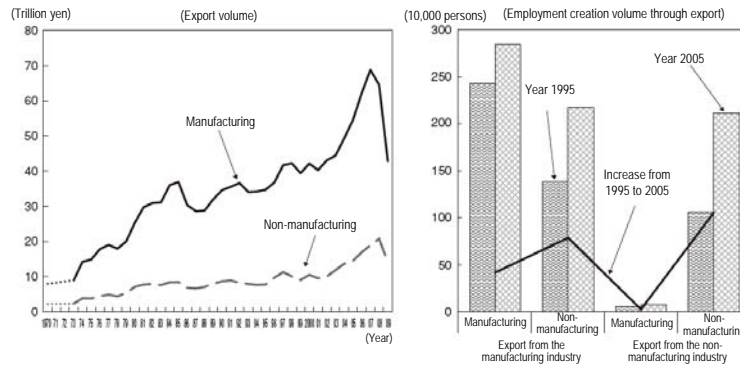 (Trillion yen)
(Export volume)
80
70
60
50
40
30
20
10
0
Manufacturing
Non-manufacturing
(Year)
(10,000 persons)
(Employment creation volume through export)
300
250
200
150
100
50
0
Year 1995
Year 2005
Increase from
1995 to 2005
Manufacturing
Non-
manufacturing
Manufacturing
Non-
manufacturing
Export from the
manufacturing industry
Export from the non-
manufacturing industry